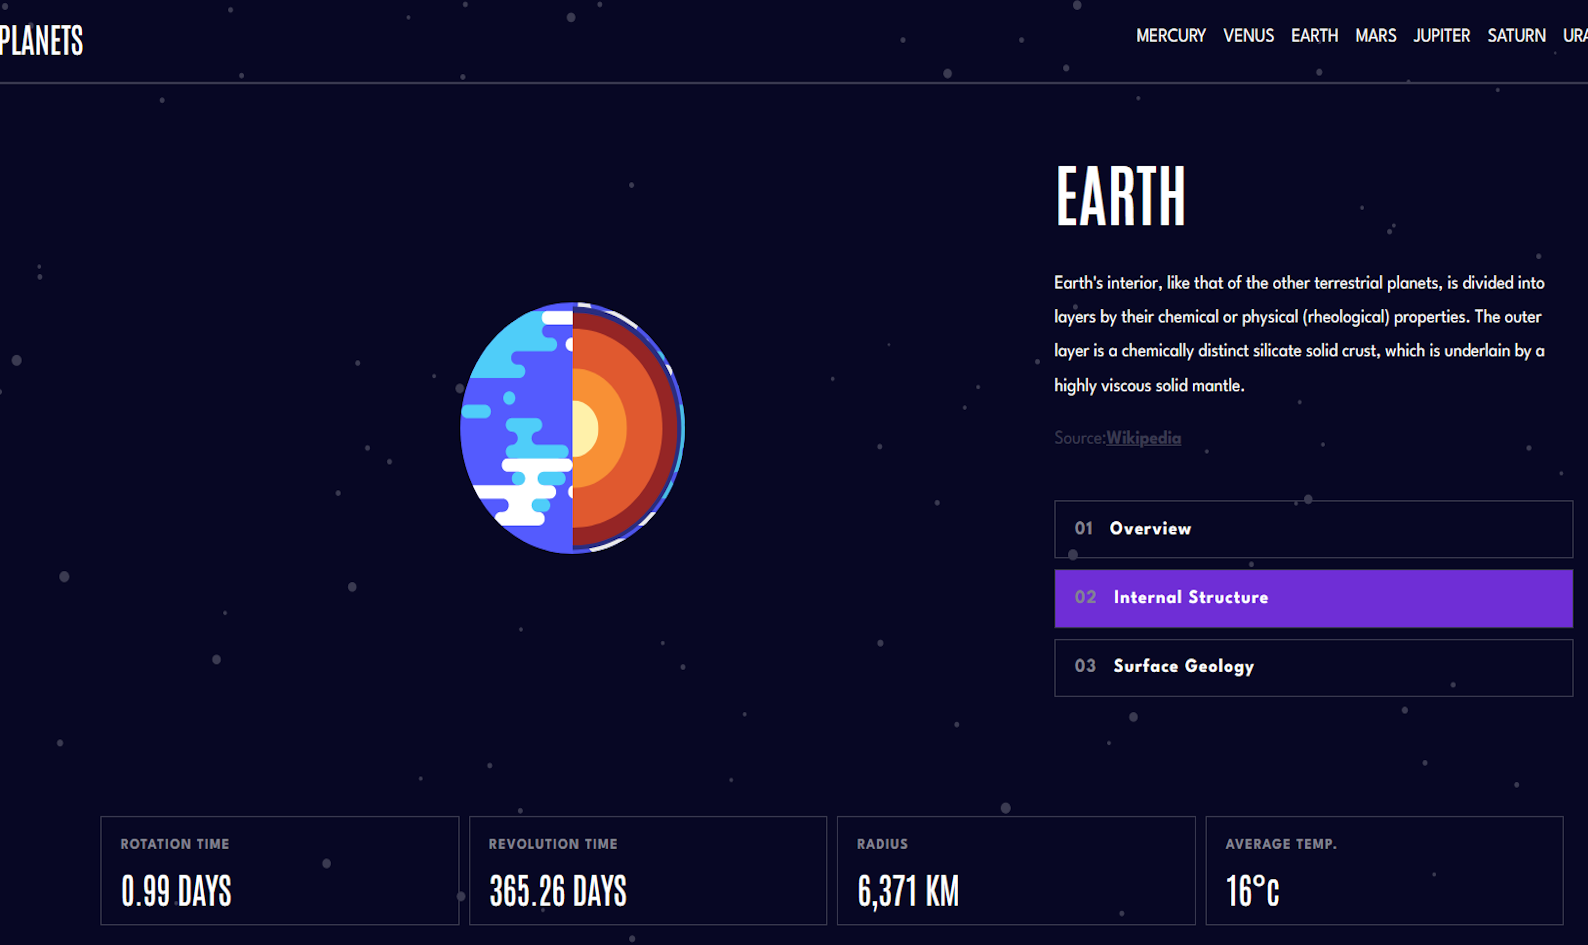 PLANETS
MERCURY VENUS EARTH MARS JUPITER SATURN URA
EARTH
Earth's interior, like that of the other terrestrial planets, is divided into
layers by their chemical or physical (rheological) properties. The outer
layer is a chemically distinct silicate solid crust, which is underlain by a
highly viscous solid mantle.
Source:Wikipedia
01 Overview
02 Internal Structure
03 Surface Geology
ROTATION TIME
0.99 DAYS
REVOLUTION TIME
365.26 DAYS
RADIUS
6,371 KM
AVERAGE TEMP.
16°c